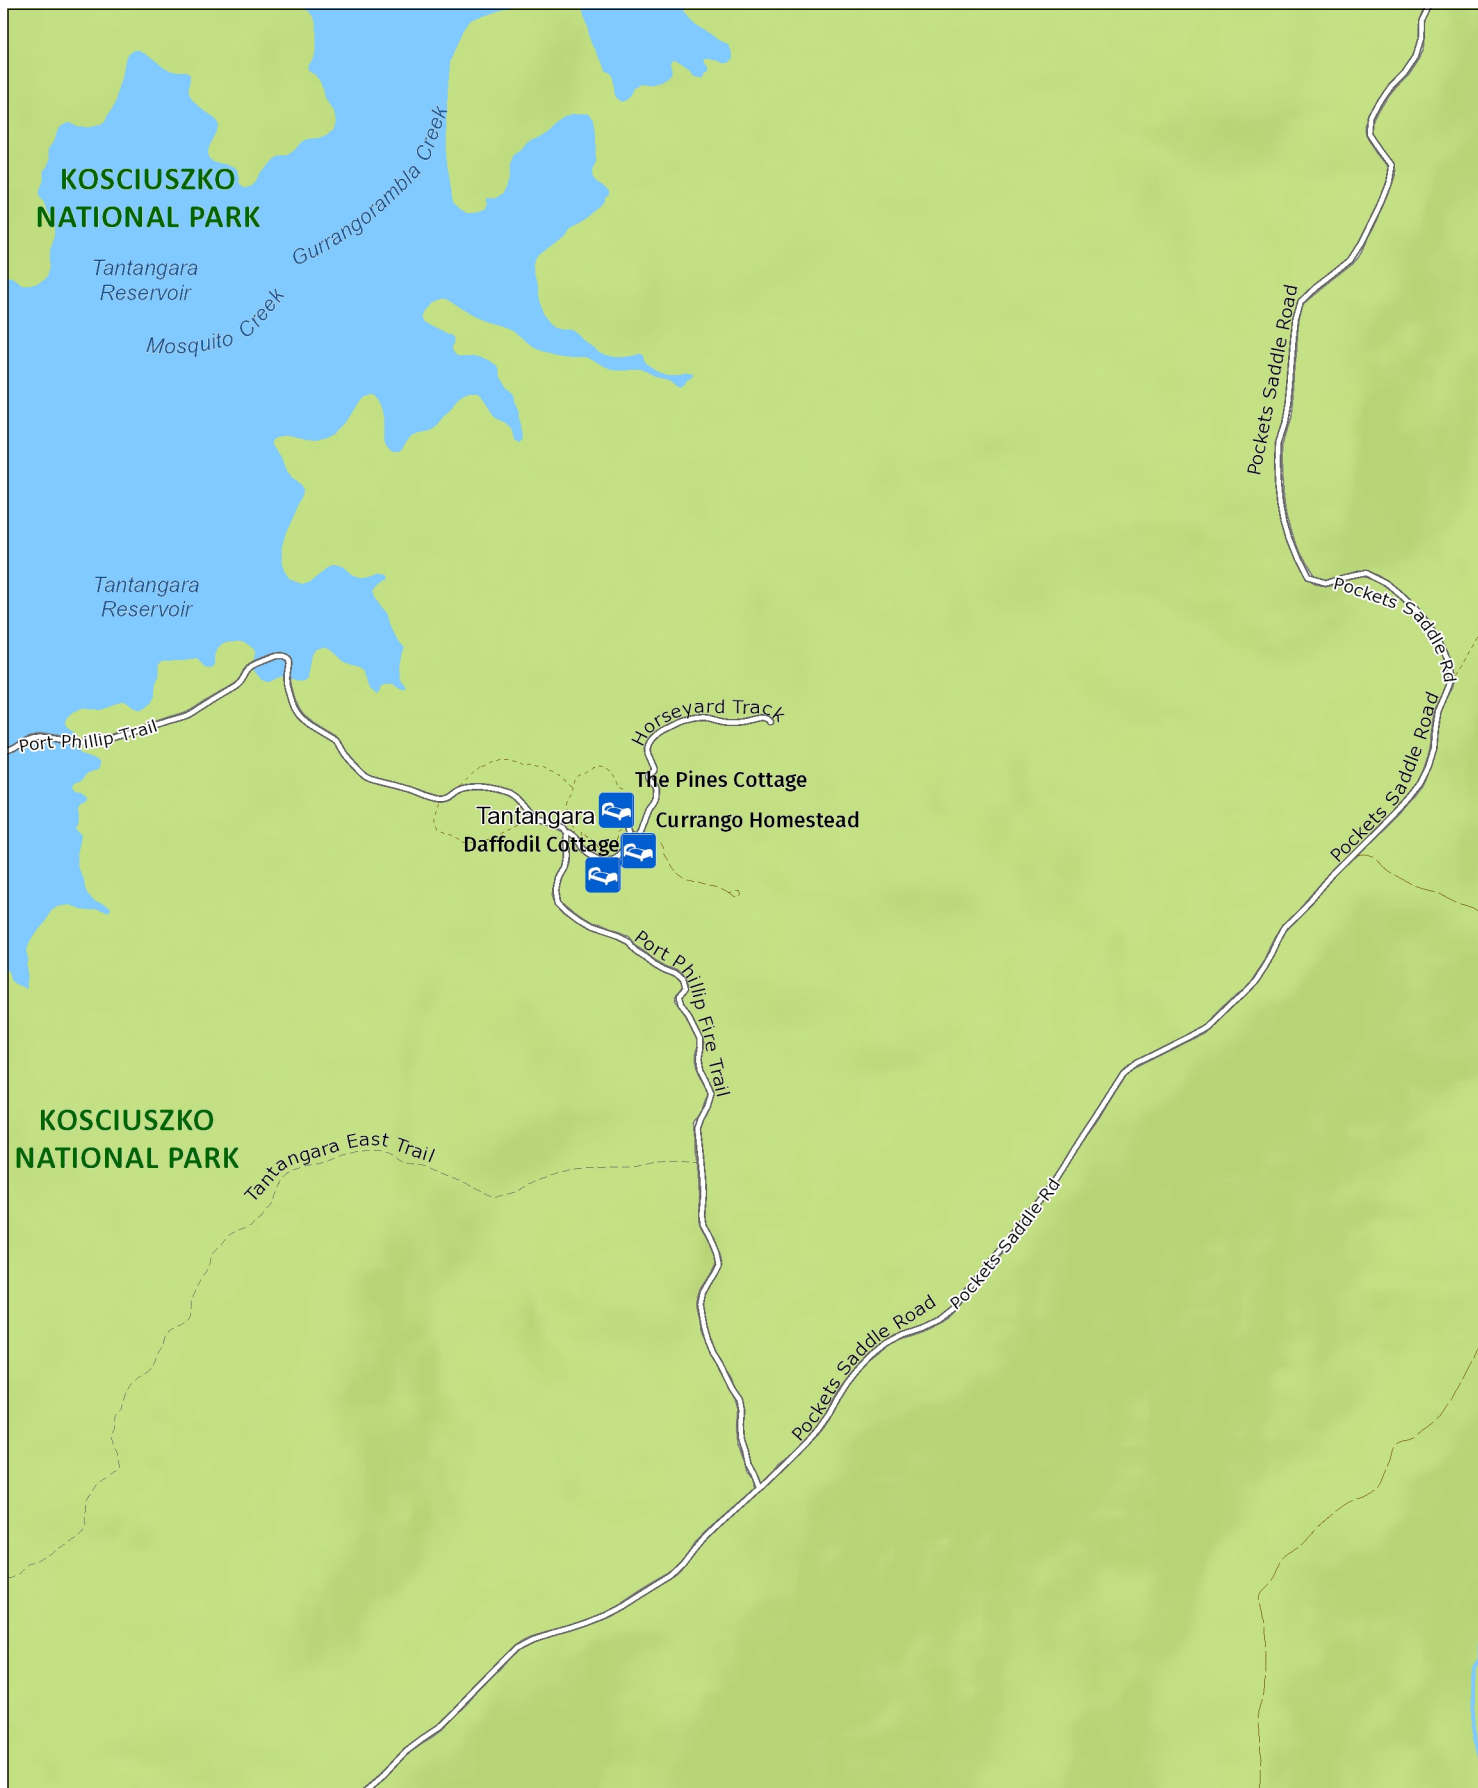 KOSCIUSZKO
NATIONAL PARK
Gurrangorambla Creek
Tantangara
Reservoir
Mosquito Creek
Pockets Saddle Road
Tantangara
Reservoir
Pockets Saddle Rd
Port Phillip Trail
Horseyard Track
Pockets Saddle Road
The Pines Cottage
Tantangara
Currango Homestead
Daffodil Cottage
Port Phillip Fire Trail
KOSCIUSZKO
NATIONAL PARK
Tantangara East Trail
Pockets-Saddle-Rd
Pockets Saddle Road